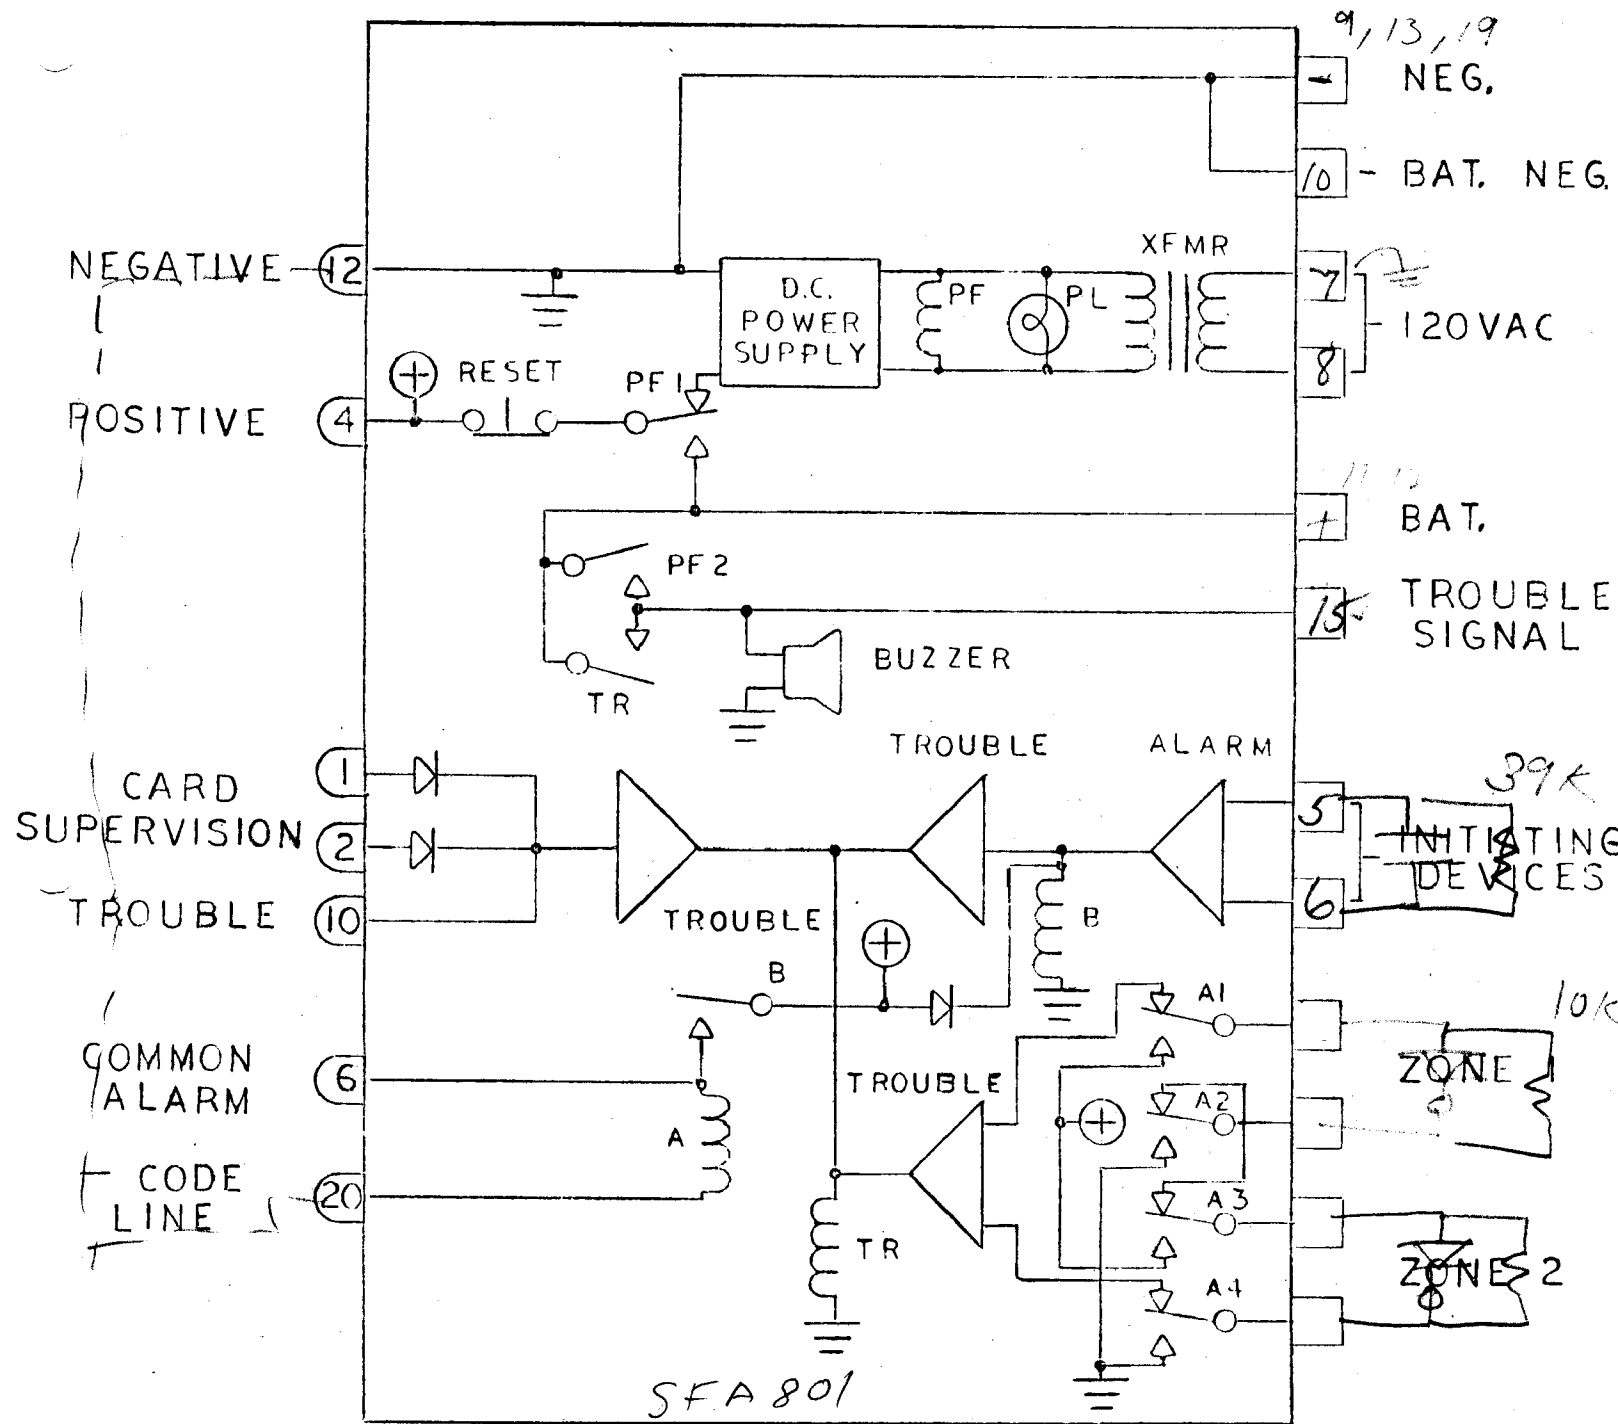 9, 13, 19
- NEG.
10 - BAT. NEG.
XFMR
NEGATIVE 12
D.C.
POWER
SUPPLY
PF
PL
7
120VAC
8
+ RESET
PF1
POSITIVE 4
+ BAT.
PF2
15 TROUBLE
SIGNAL
BUZZER
TR
TROUBLE
ALARM
39K
1
CARD
SUPERVISION 2
5
INITIATING
DEVICES
6
TROUBLE 10
TROUBLE
+
B
B
A1
10K
COMMON
ALARM 6
TROUBLE
ZONE
+
A2
A
CODE
LINE 20
A3
TR
ZONE 2
A4
SFA 801